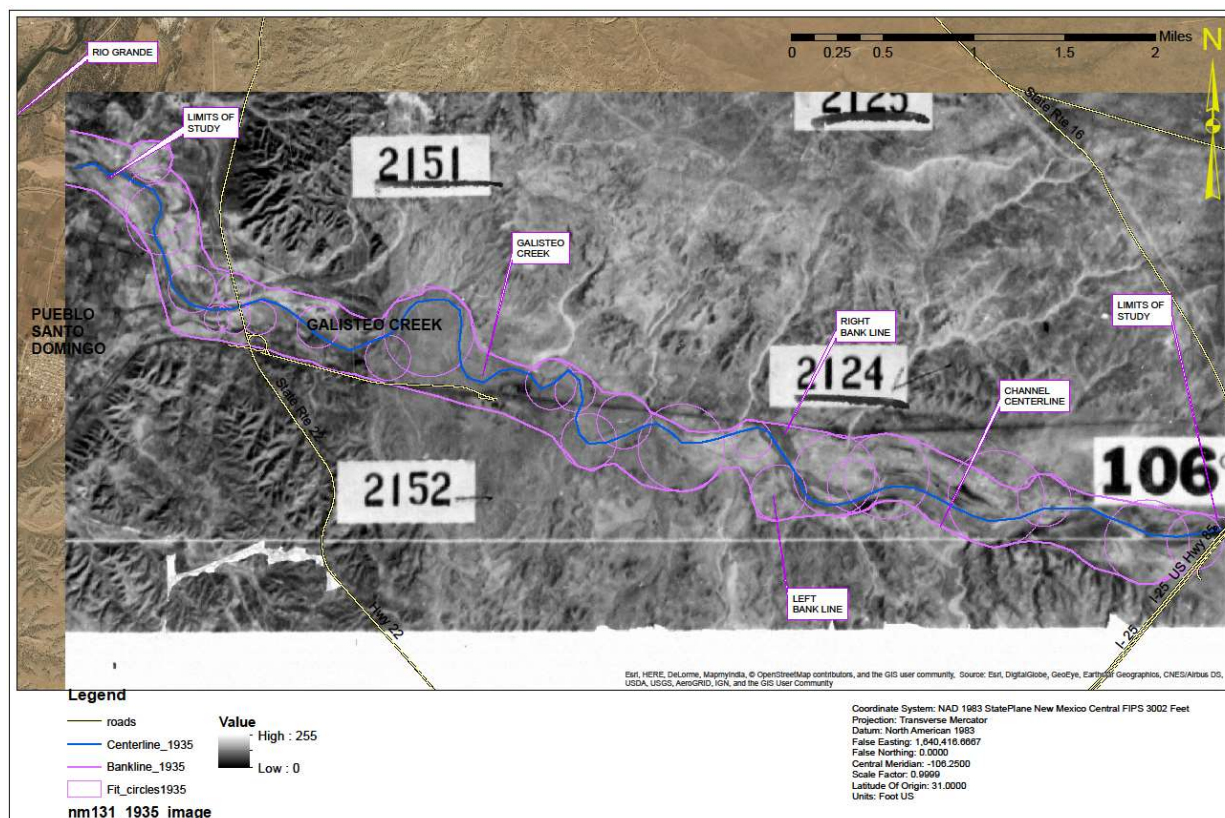 0 0.25 0.5 1 1.5 2
Miles
N
RIO GRANDE
LIMITS OF
STUDY
2151
2125
State Rte 16
GALISTEO
CREEK
PUEBLO
SANTO
DOMINGO
GALISTEO CREEK
RIGHT
BANK LINE
LIMITS OF
STUDY
State Rte 22
2124
CHANNEL
CENTERLINE
2152
106
LEFT
BANK LINE
Hwy 22
I-25 US Hwy 85
I- 25
Esri, HERE, DeLorme, MapmyIndia, © OpenStreetMap contributors, and the GIS user community, Source: Esri, DigitalGlobe, GeoEye, Earthstar Geographics, CNES/Airbus DS,
USDA, USGS, AeroGRID, IGN, and the GIS User Community
Legend
roads
Centerline_1935
Bankline_1935
Fit_circles1935
nm131_1935_image
Value
High : 255
Low : 0
Coordinate System: NAD 1983 StatePlane New Mexico Central FIPS 3002 Feet
Projection: Transverse Mercator
Datum: North American 1983
False Easting: 1,640,416.6667
False Northing: 0.0000
Central Meridian: -106.2500
Scale Factor: 0.9999
Latitude Of Origin: 31.0000
Units: Foot US